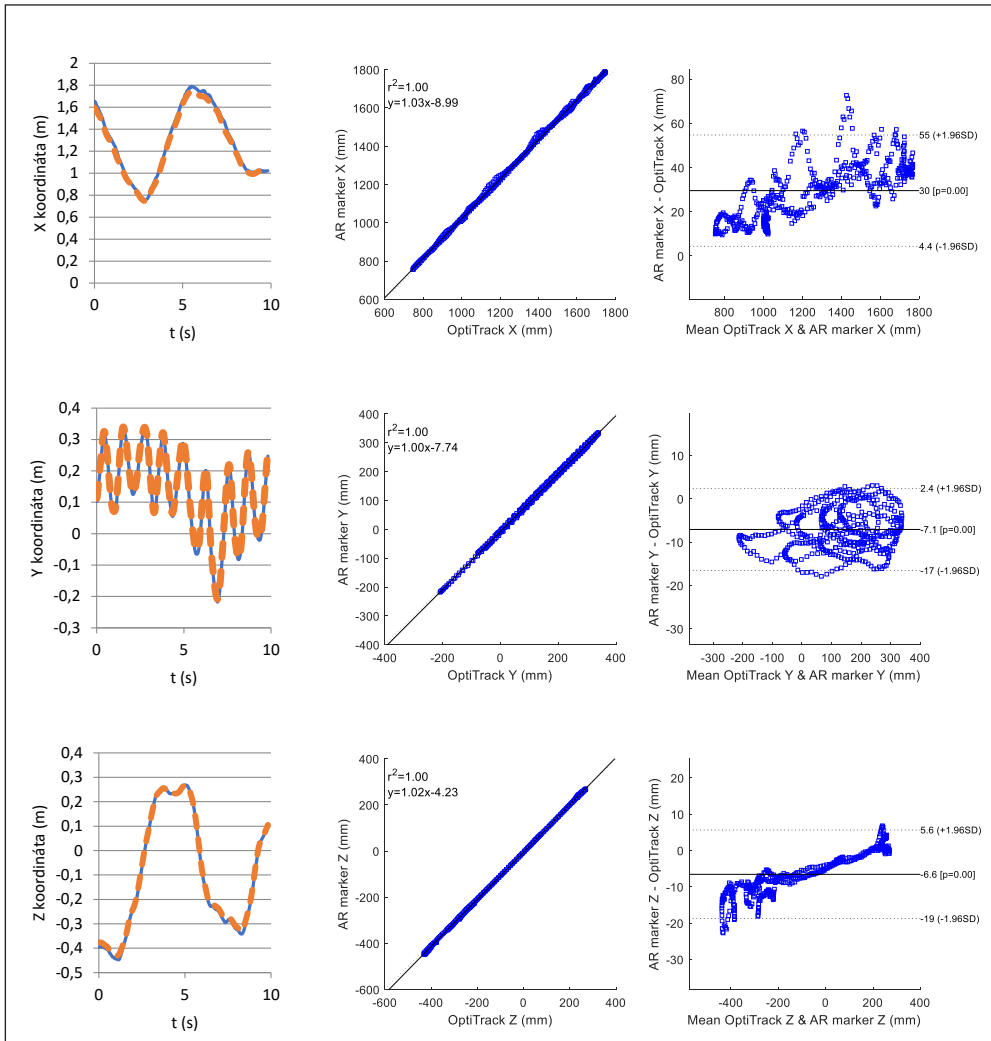 2
1,8
1,6
1,4
1,2
1
0,8
0,6
0,4
0,2
0
0
5
10
X koordináta (m)
t (s)
r²=1.00
y=1.03x-8.99
1800
1600
1400
1200
1000
800
600
600 800 1000 1200 1400 1600 1800
AR marker X (mm)
OptiTrack X (mm)
80
60
40
20
0
800 1000 1200 1400 1600 1800
AR marker X - OptiTrack X (mm)
Mean OptiTrack X & AR marker X (mm)
55 (+1.96SD)
30 [p=0.00]
4.4 (-1.96SD)
0,4
0,3
0,2
0,1
0
-0,1
-0,2
-0,3
0
5
10
Y koordináta (m)
t (s)
r²=1.00
y=1.00x-7.74
400
300
200
100
0
-100
-200
-300
-400
-400 -200 0 200 400
AR marker Y (mm)
OptiTrack Y (mm)
10
0
-10
-20
-30
-300 -200 -100 0 100 200 300 400
AR marker Y - OptiTrack Y (mm)
Mean OptiTrack Y & AR marker Y (mm)
2.4 (+1.96SD)
-7.1 [p=0.00]
-17 (-1.96SD)
0,4
0,3
0,2
0,1
0
-0,1
-0,2
-0,3
-0,4
-0,5
0
5
10
Z koordináta (m)
t (s)
r²=1.00
y=1.02x-4.23
400
200
0
-200
-400
-600
-600 -400 -200 0 200 400
AR marker Z (mm)
OptiTrack Z (mm)
20
10
0
-10
-20
-30
-400 -200 0 200 400
AR marker Z - OptiTrack Z (mm)
Mean OptiTrack Z & AR marker Z (mm)
5.6 (+1.96SD)
-6.6 [p=0.00]
-19 (-1.96SD)